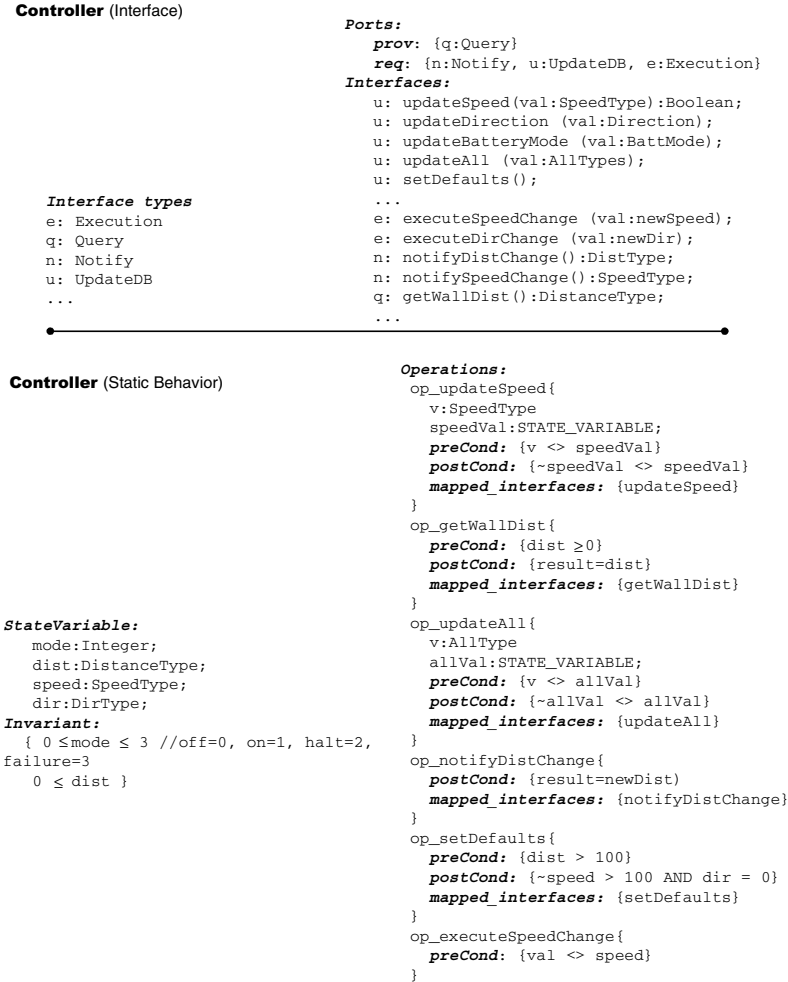 Controller (Interface)
Interface types
e: Execution
q: Query
n: Notify
u: UpdateDB
...
Ports:
prov: {q:Query}
req: {n:Notify, u:UpdateDB, e:Execution}
Interfaces:
u: updateSpeed(val:SpeedType):Boolean;
u: updateDirection (val:Direction);
u: updateBatteryMode (val:BattMode);
u: updateAll (val:AllTypes);
u: setDefaults();
...
e: executeSpeedChange (val:newSpeed);
e: executeDirChange (val:newDir);
n: notifyDistChange():DistType;
n: notifySpeedChange():SpeedType;
q: getWallDist():DistanceType;
...
Controller (Static Behavior)
StateVariable:
mode:Integer;
dist:DistanceType;
speed:SpeedType;
dir:DirType;
Invariant:
{ 0 ≤mode ≤ 3 //off=0, on=1, halt=2,
failure=3
0 ≤ dist }
Operations:
op_updateSpeed{
v:SpeedType
speedVal:STATE_VARIABLE;
preCond: {v <> speedVal}
postCond: {~speedVal <> speedVal}
mapped_interfaces: {updateSpeed}
}
op_getWallDist{
preCond: {dist ≥0}
postCond: {result=dist}
mapped_interfaces: {getWallDist}
}
op_updateAll{
v:AllType
allVal:STATE_VARIABLE;
preCond: {v <> allVal}
postCond: {~allVal <> allVal}
mapped_interfaces: {updateAll}
}
op_notifyDistChange{
postCond: {result=newDist)
mapped_interfaces: {notifyDistChange}
}
op_setDefaults{
preCond: {dist > 100}
postCond: {~speed > 100 AND dir = 0}
mapped_interfaces: {setDefaults}
}
op_executeSpeedChange{
preCond: {val <> speed}
}